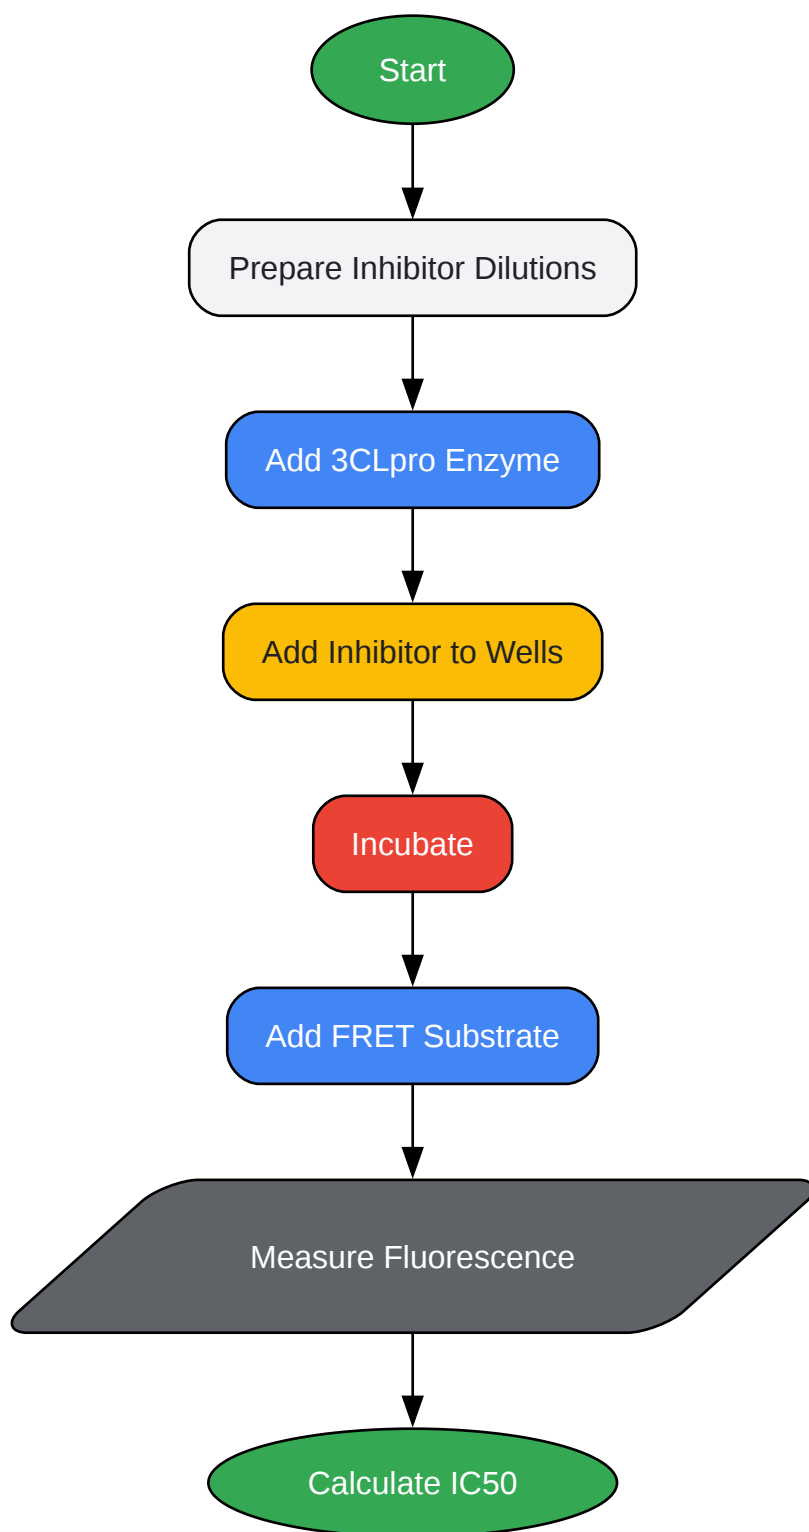 Start
Prepare Inhibitor Dilutions
Add 3CLpro Enzyme
Add Inhibitor to Wells
Incubate
Add FRET Substrate
Measure Fluorescence
Calculate IC50